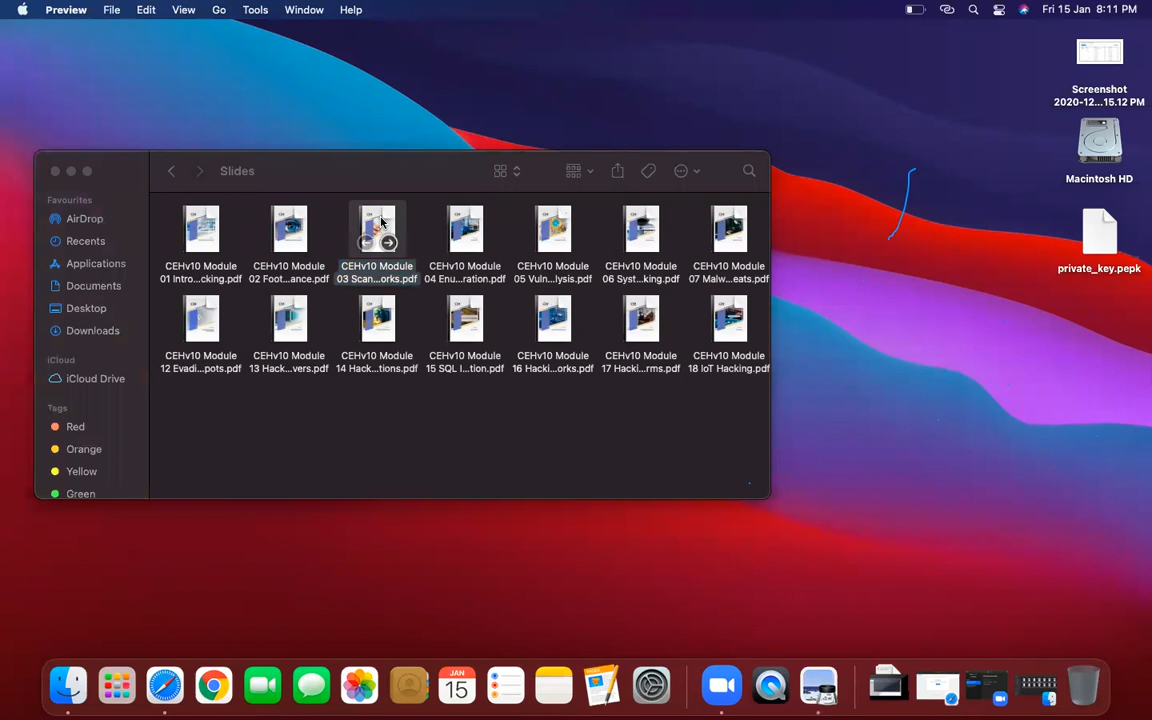 Preview File Edit View Go Tools Window Help Fri 15 Jan 8:11 PM
Screenshot
2020-12...15.12 PM
Macintosh HD
private_key.pepk
Slides
Favourites
AirDrop
Recents
Applications
Documents
Desktop
Downloads
iCloud
iCloud Drive
Tags
Red
Orange
Yellow
Green
CEHv10 Module
01 Intro...cking.pdf
CEHv10 Module
02 Foot...ance.pdf
CEHv10 Module
03 Scan...orks.pdf
CEHv10 Module
04 Enu...ration.pdf
CEHv10 Module
05 Vuln...lysis.pdf
CEHv10 Module
06 Syst...king.pdf
CEHv10 Module
07 Malw...eats.pdf
CEHv10 Module
12 Evadi...pots.pdf
CEHv10 Module
13 Hack...vers.pdf
CEHv10 Module
14 Hack...tions.pdf
CEHv10 Module
15 SQL I...tion.pdf
CEHv10 Module
16 Hacki...orks.pdf
CEHv10 Module
17 Hacki...rms.pdf
CEHv10 Module
18 IoT Hacking.pdf
JAN
15